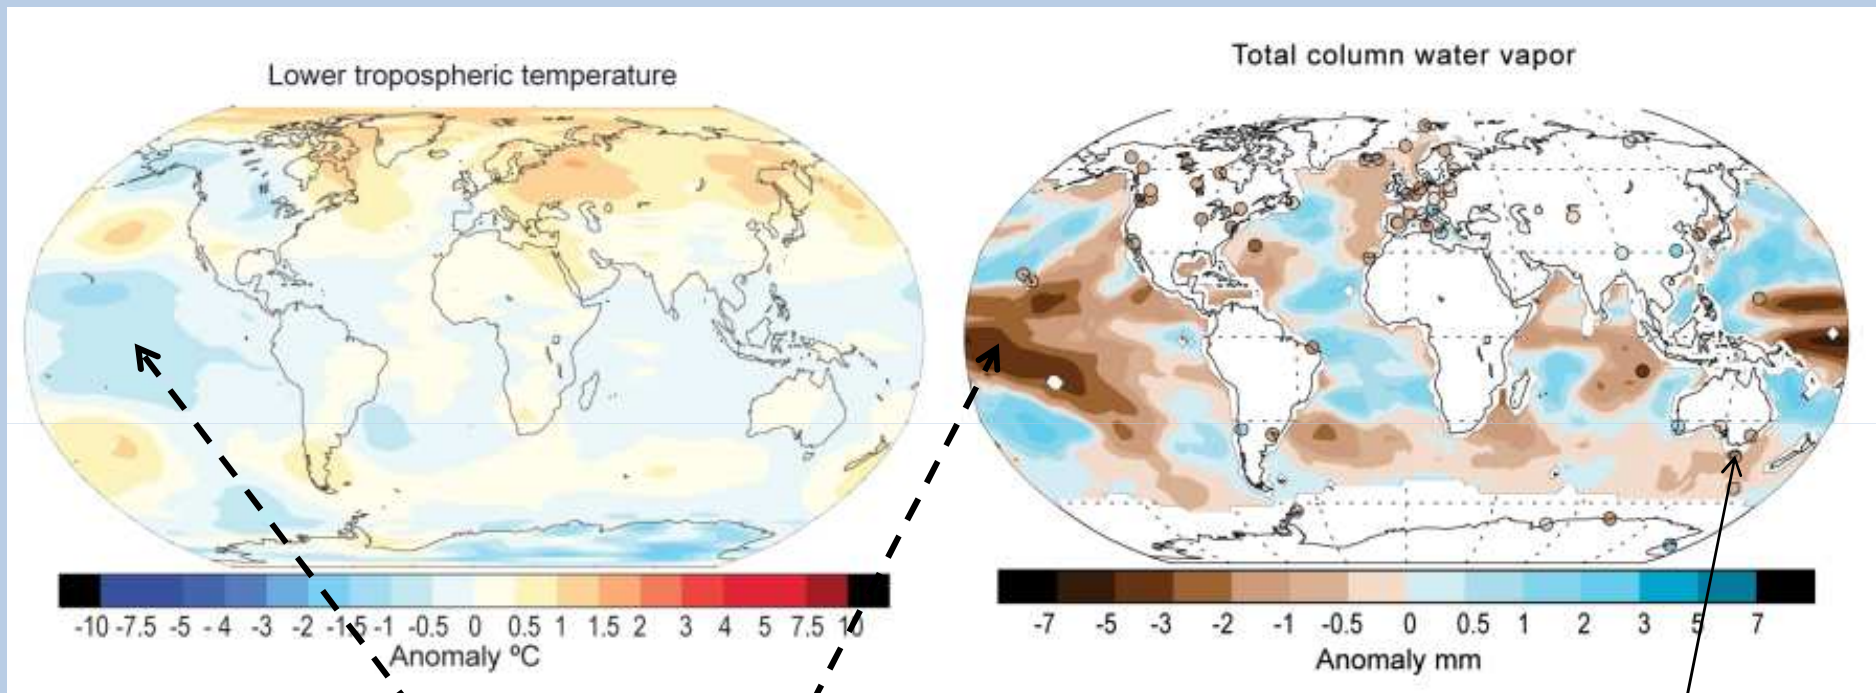 Lower tropospheric temperature
Total column water vapor
-10 -7.5 -5 - 4 -3 -2 -1.5 -1 -0.5 0 0.5 1 1.5 2 3 4 5 7.5 10
Anomaly ºC
-7 -5 -3 -2 -1 -0.5 0 0.5 1 2 3 5 7
Anomaly mm